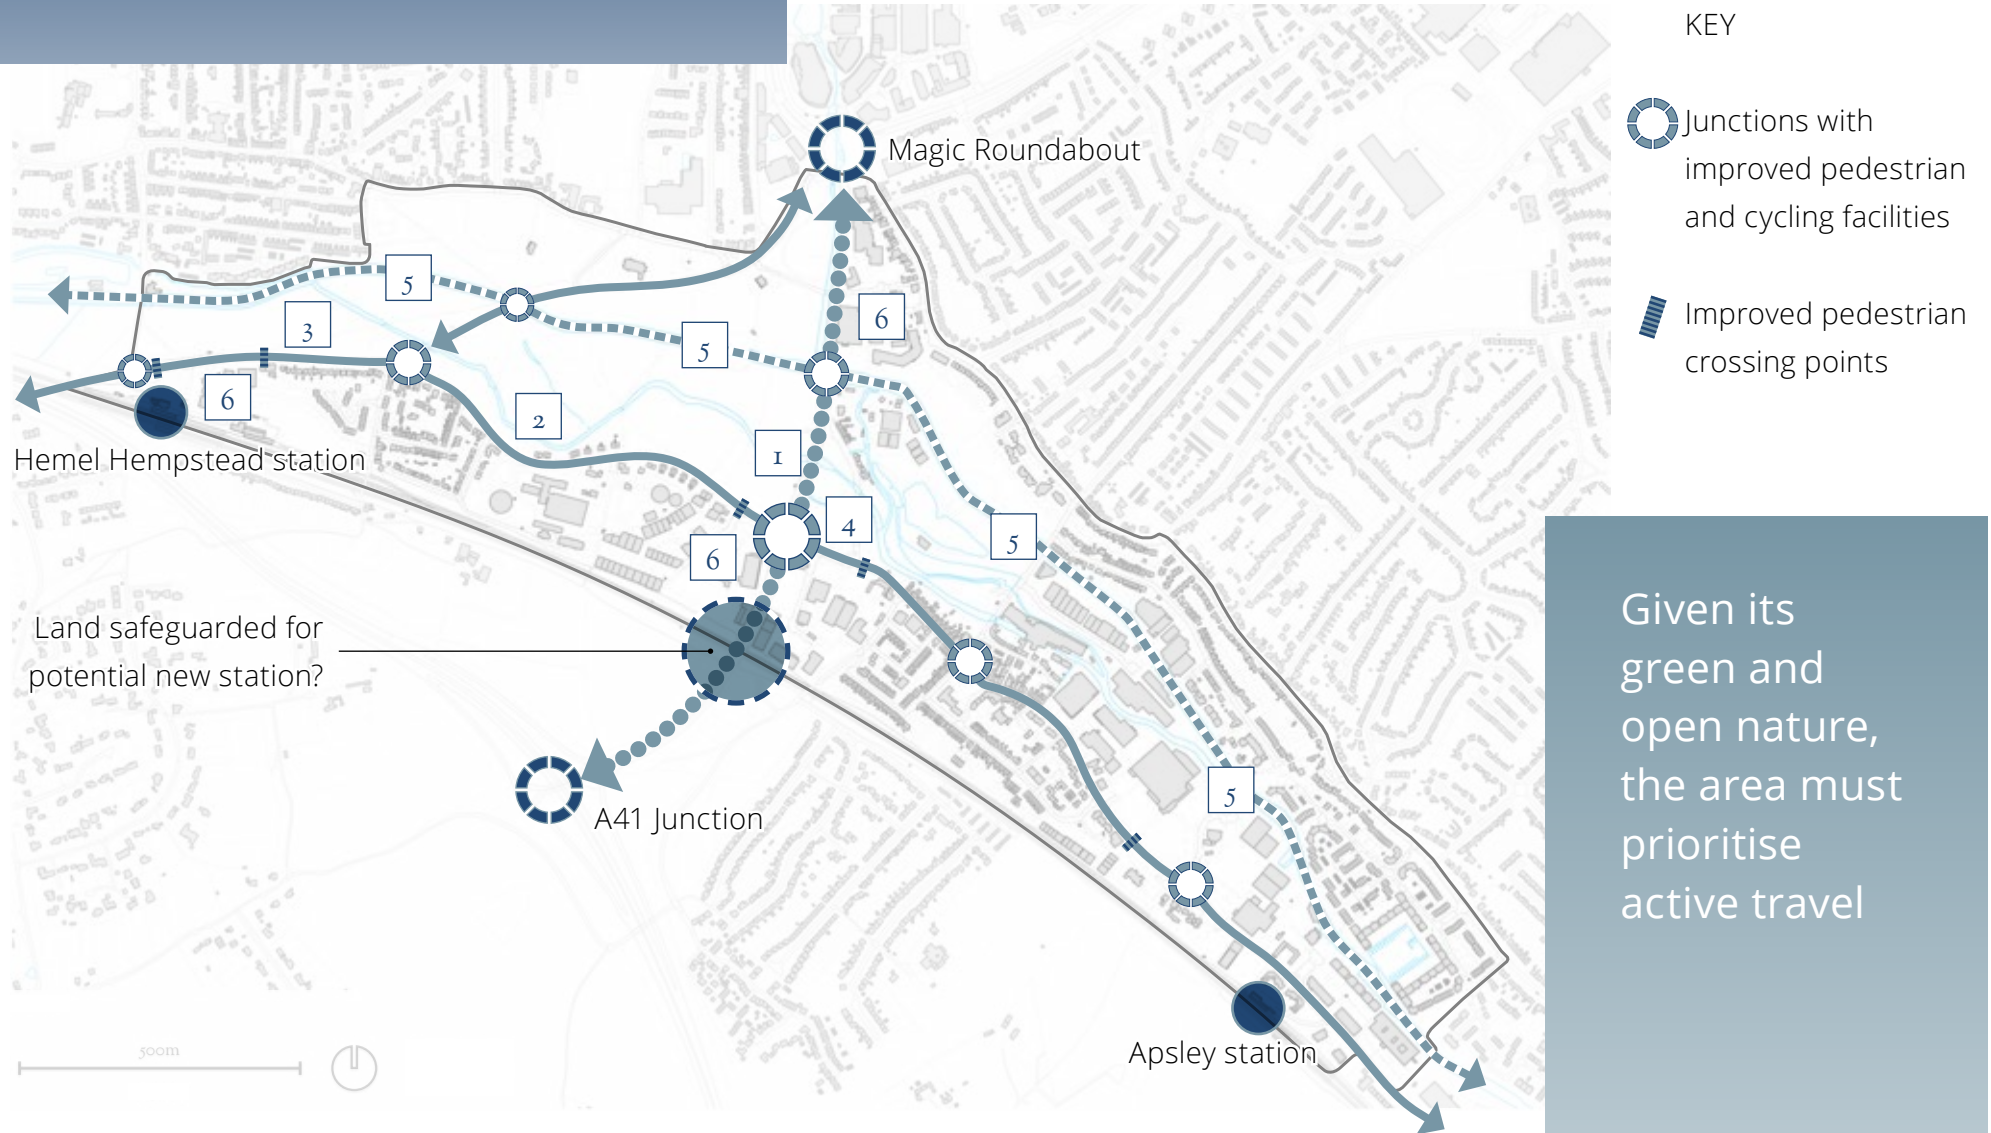 KEY
Junctions with
improved pedestrian
and cycling facilities
Improved pedestrian
crossing points
Magic Roundabout
5
3
6
5
6
2
1
4
6
5
Hemel Hempstead station
Land safeguarded for
potential new station?
A41 Junction
5
Apsley station
500m
Given its
green and
open nature,
the area must
prioritise
active travel